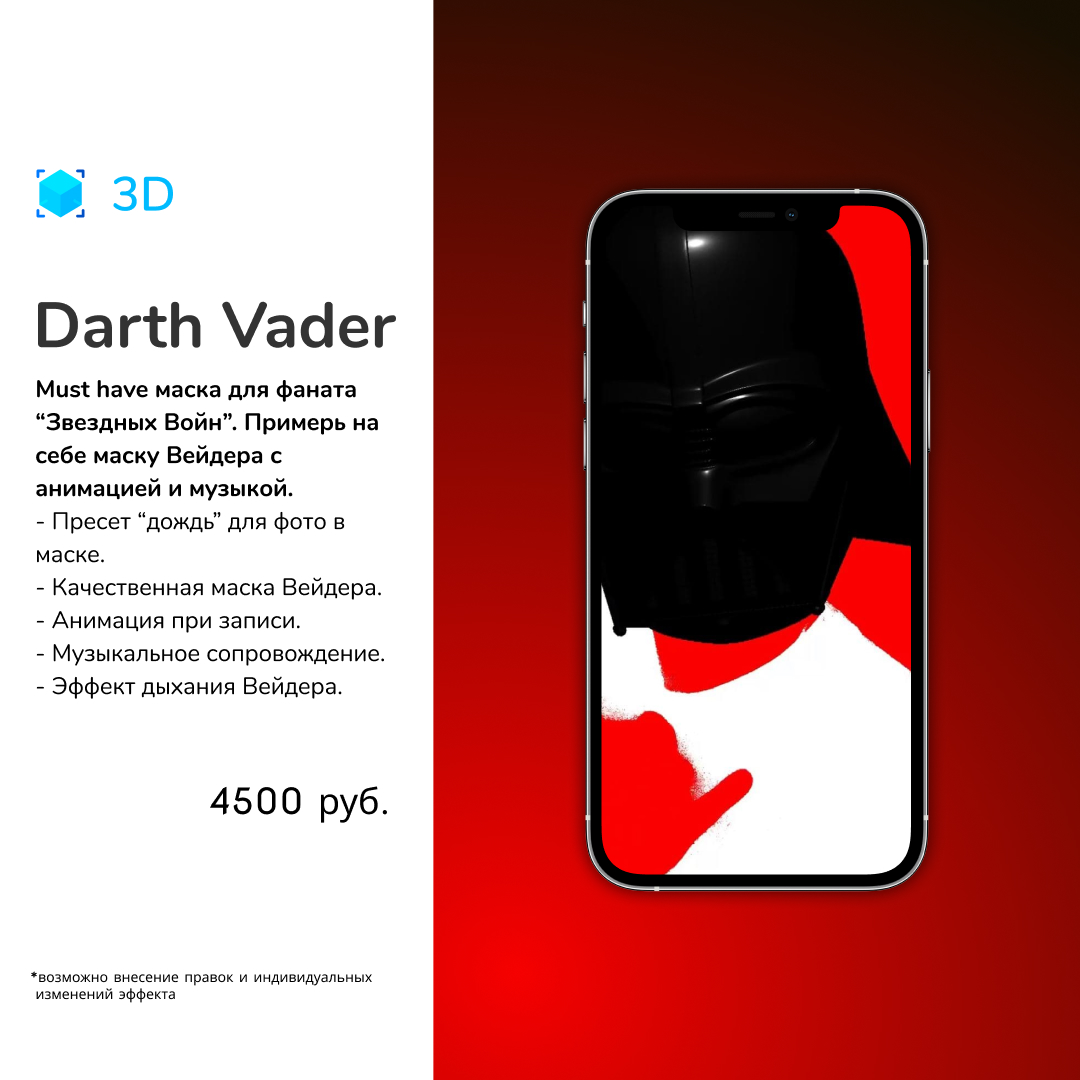 3D
Darth Vader
Must have маска для фаната
“Звездных Войн”. Примерь на
себе маску Вейдера с
анимацией и музыкой.
- Пресет “дождь” для фото в
маске.
- Качественная маска Вейдера.
- Анимация при записи.
- Музыкальное сопровождение.
- Эффект дыхания Вейдера.
4500 руб.
*возможно внесение правок и индивидуальных
изменений эффекта